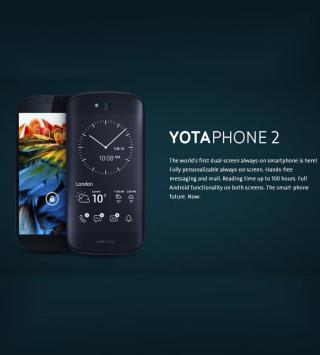 TUE 16
London
10°
YOTAPHONE 2
The world's first dual-screen always-on smartphone is here!
Fully personalizable always-on screen. Hands-free
messaging and mail. Reading time up to 100 hours. Full
Android functionality on both screens. The smart-phone
future. Now.